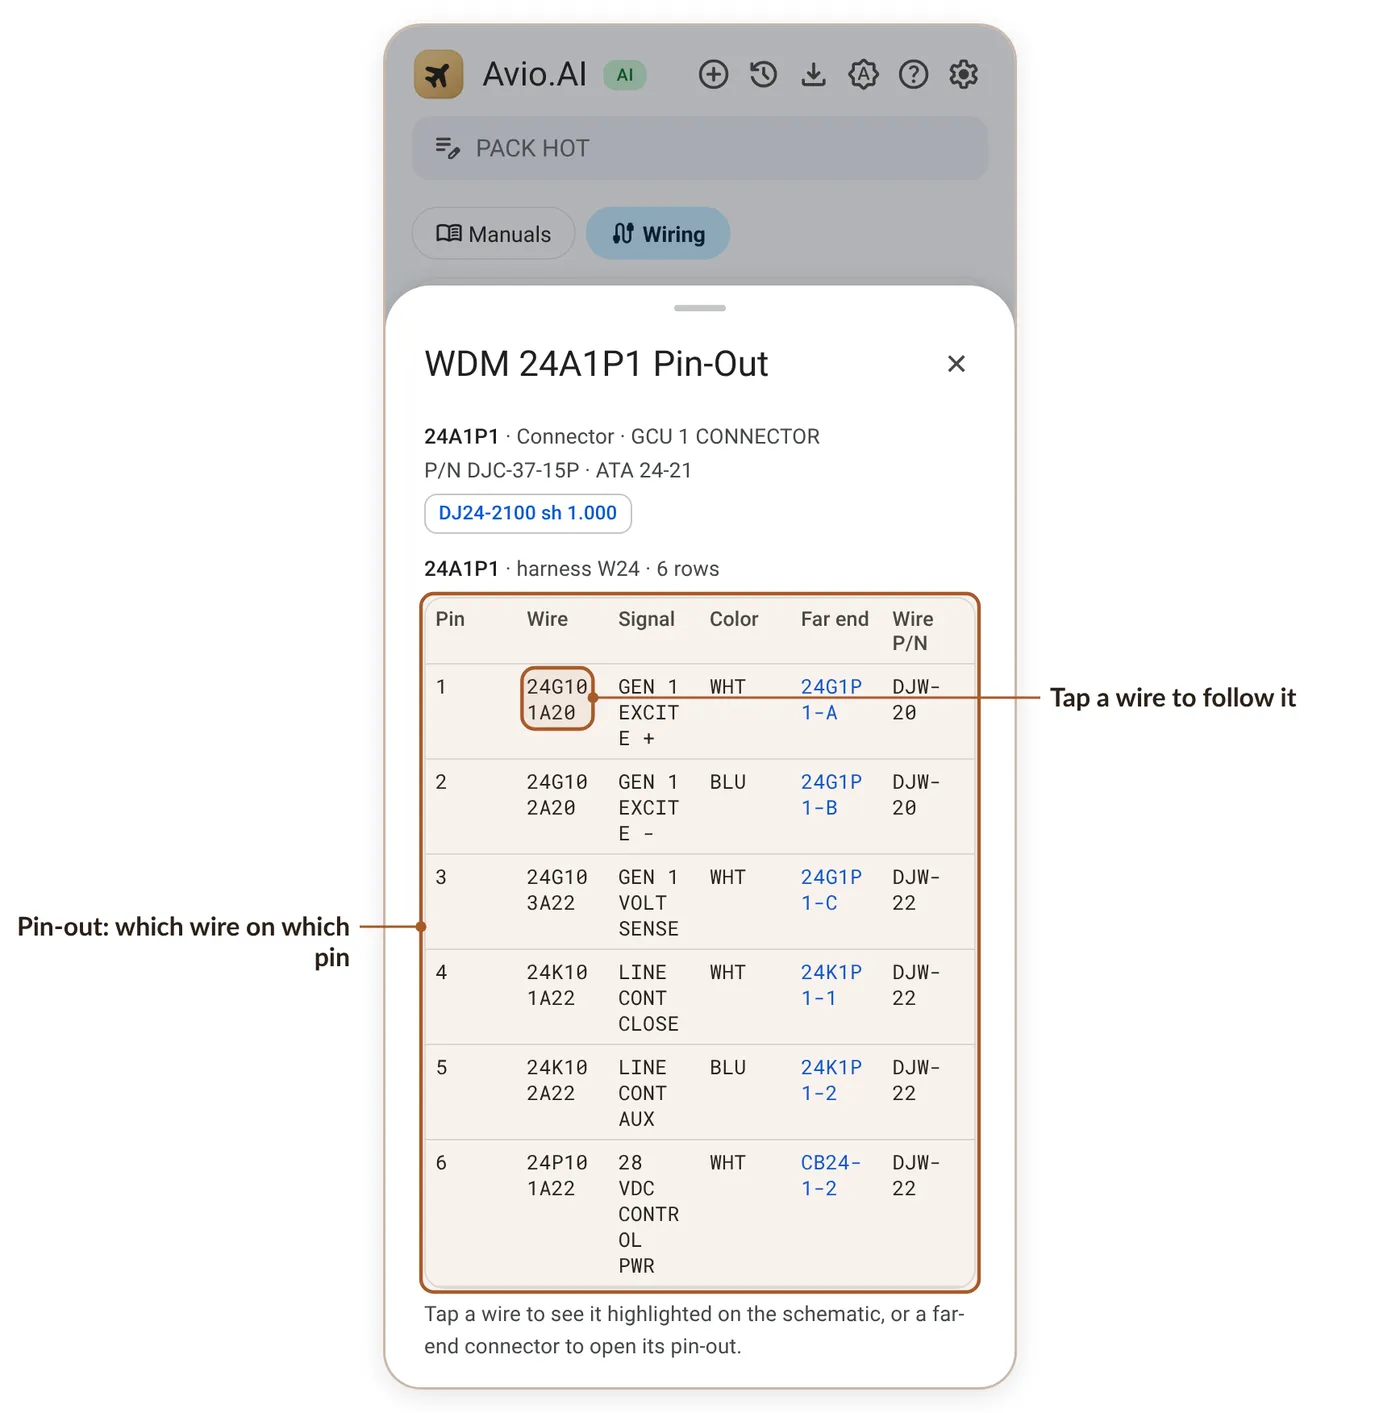 Avio.AI AI
PACK HOT
Manuals Wiring
WDM 24A1P1 Pin-Out
24A1P1 · Connector · GCU 1 CONNECTOR
P/N DJC-37-15P · ATA 24-21
DJ24-2100 sh 1.000
24A1P1 · harness W24 · 6 rows
Pin Wire Signal Color Far end Wire
P/N
1 24G10 GEN 1 WHT 24G1P DJW-
1A20 EXCIT 1-A 20
E +
2 24G10 GEN 1 BLU 24G1P DJW-
2A20 EXCIT 1-B 20
E -
3 24G10 GEN 1 WHT 24G1P DJW-
3A22 VOLT 1-C 22
SENSE
4 24K10 LINE WHT 24K1P DJW-
1A22 CONT 1-1 22
CLOSE
5 24K10 LINE BLU 24K1P DJW-
2A22 CONT 1-2 22
AUX
6 24P10 28 WHT CB24- DJW-
1A22 VDC 1-2 22
CONTR
OL
PWR
Tap a wire to see it highlighted on the schematic, or a far-
end connector to open its pin-out.
Tap a wire to follow it
Pin-out: which wire on which
pin